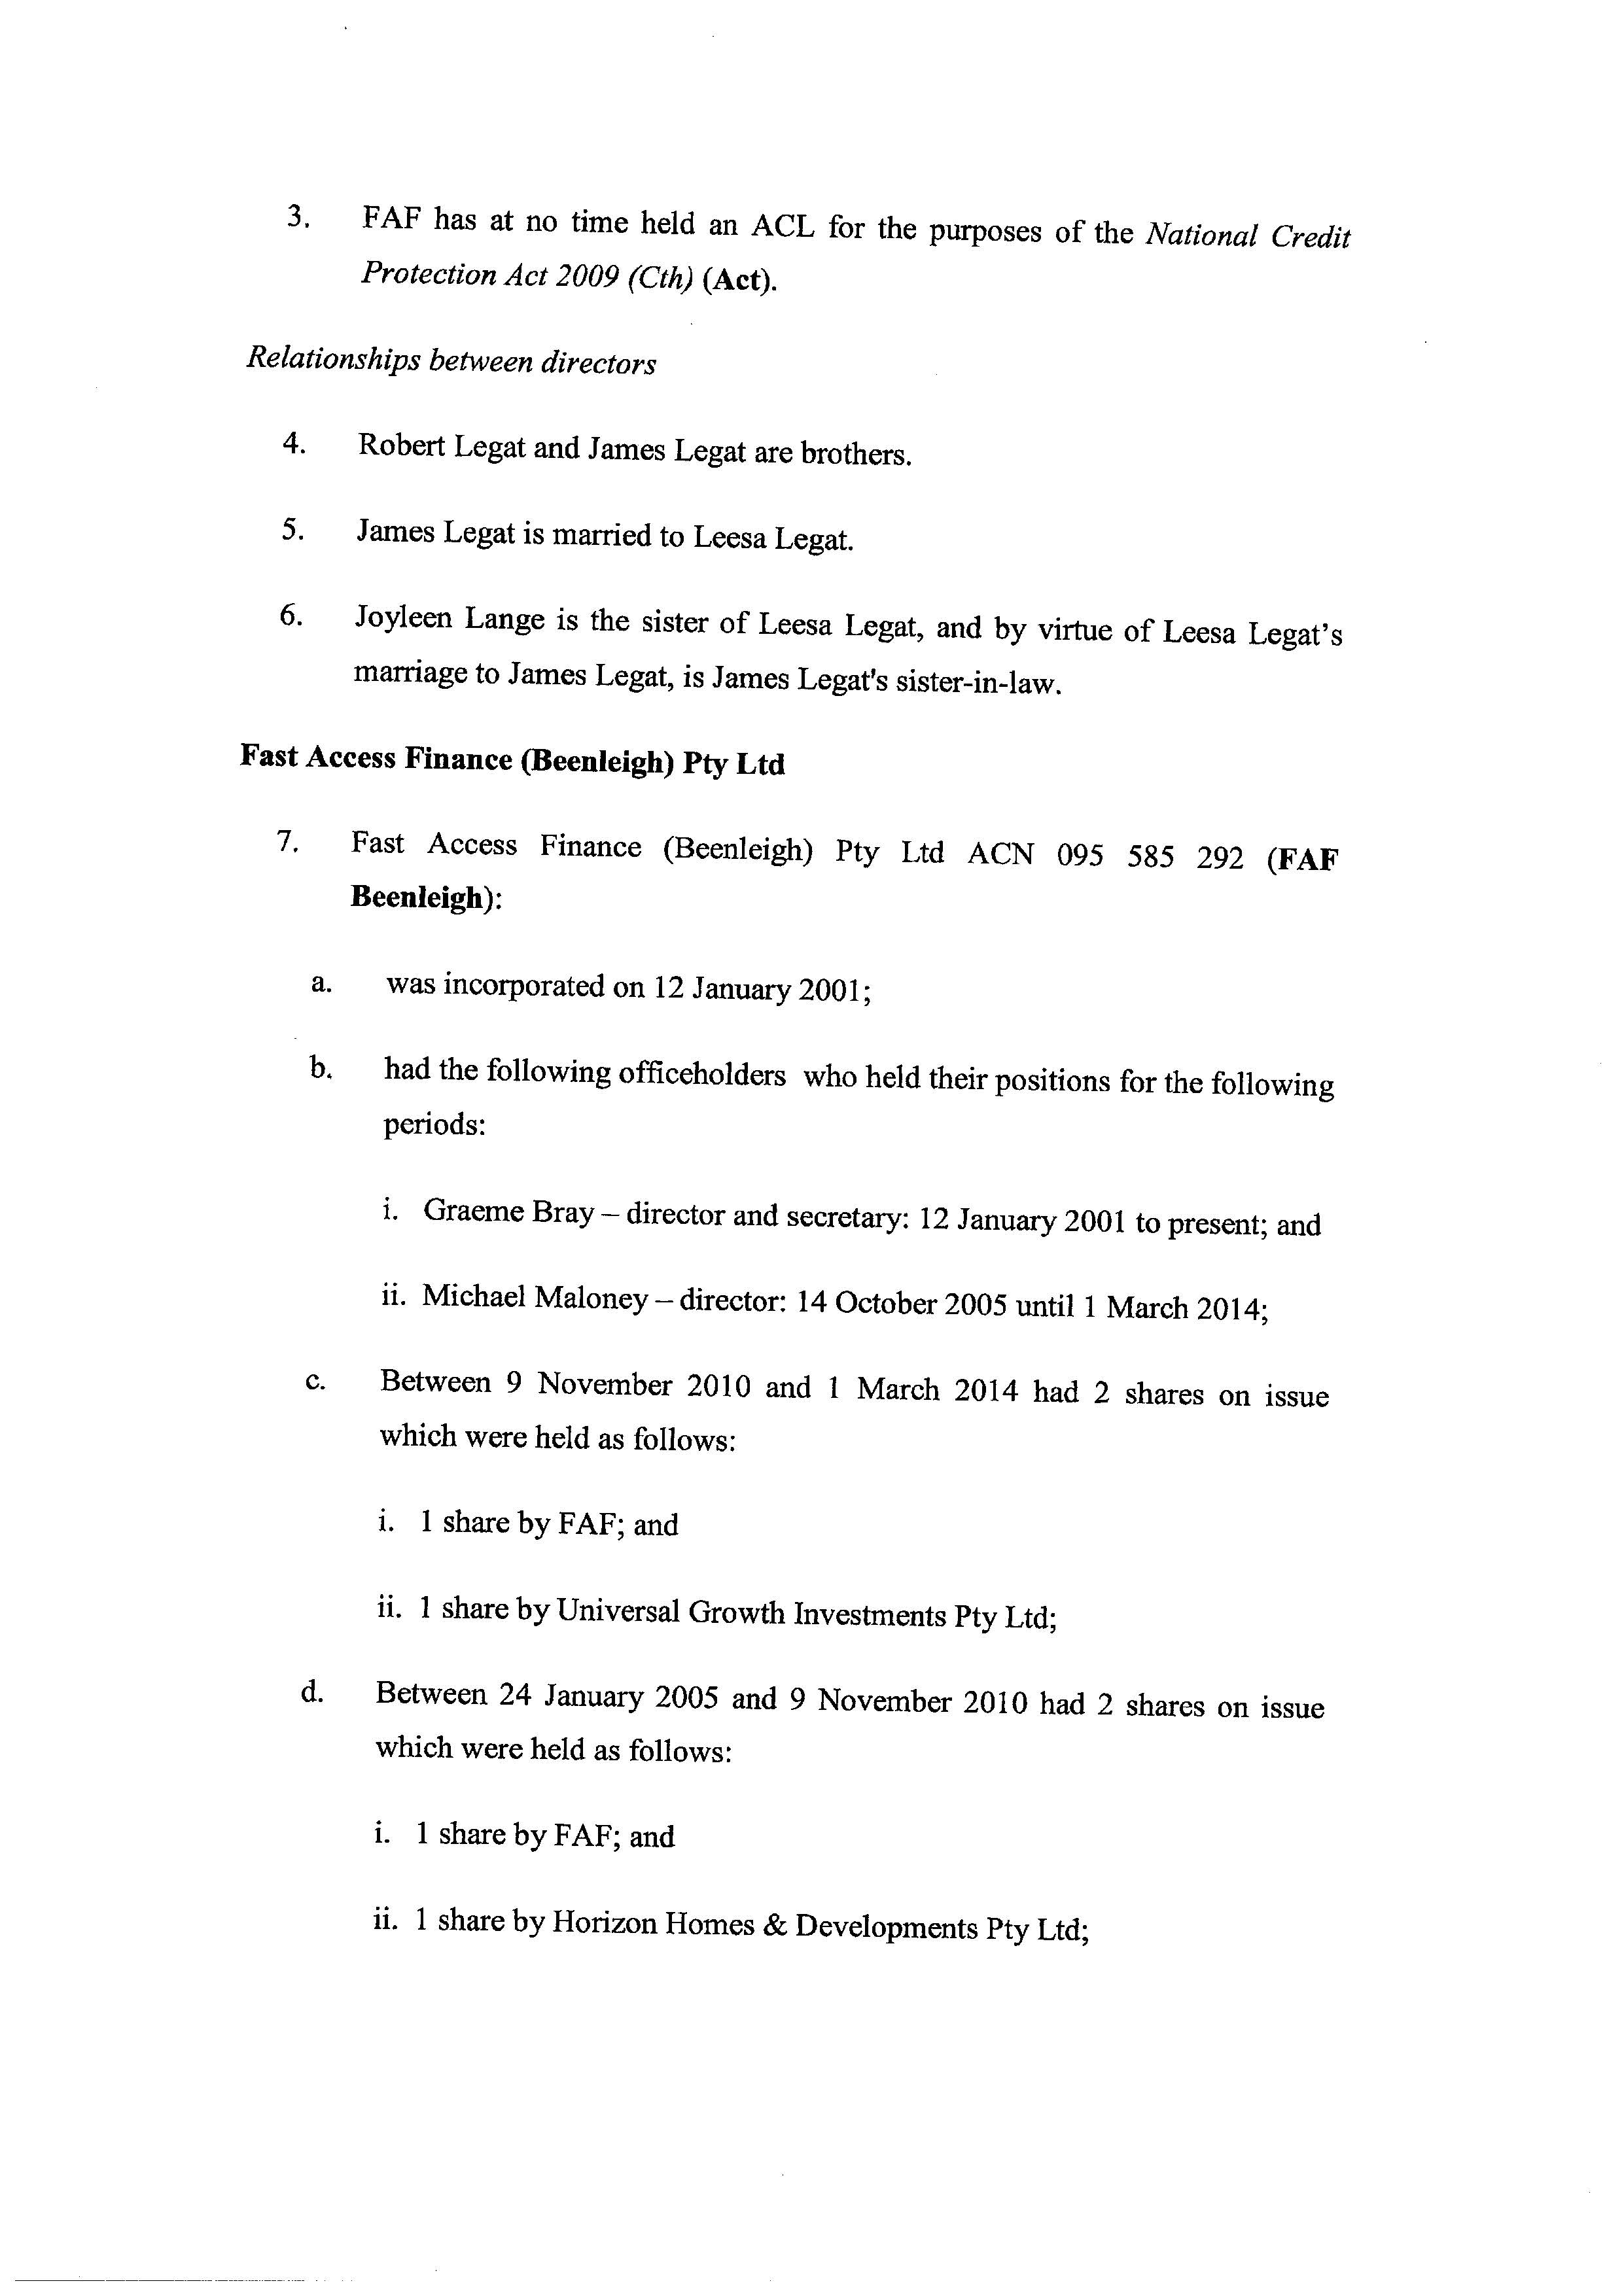 3. FAF has at no time held an ACL for the purposes of the National Credit
Protection Act 2009 (Cth) (Act).
Relationships between directors
4. Robert Legat and James Legat are brothers.
5. James Legat is married to Leesa Legat.
6. Joyleen Lange is the sister of Leesa Legat, and by virtue of Leesa Legat's
marriage to James Legat, is James Legat's sister-in-law.
Fast Access Finance (Beenleigh) Pty Ltd
7. Fast Access Finance (Beenleigh) Pty Ltd ACN 095 585 292 (FAF
Beenleigh):
a. was incorporated on 12 January 2001;
b. had the following officeholders who held their positions for the following
periods:
i. Graeme Bray – director and secretary: 12 January 2001 to present; and
ii. Michael Maloney – director: 14 October 2005 until 1 March 2014;
c. Between 9 November 2010 and 1 March 2014 had 2 shares on issue
which were held as follows:
i. 1 share by FAF; and
ii. 1 share by Universal Growth Investments Pty Ltd;
d. Between 24 January 2005 and 9 November 2010 had 2 shares on issue
which were held as follows:
i. 1 share by FAF; and
ii. 1 share by Horizon Homes & Developments Pty Ltd;